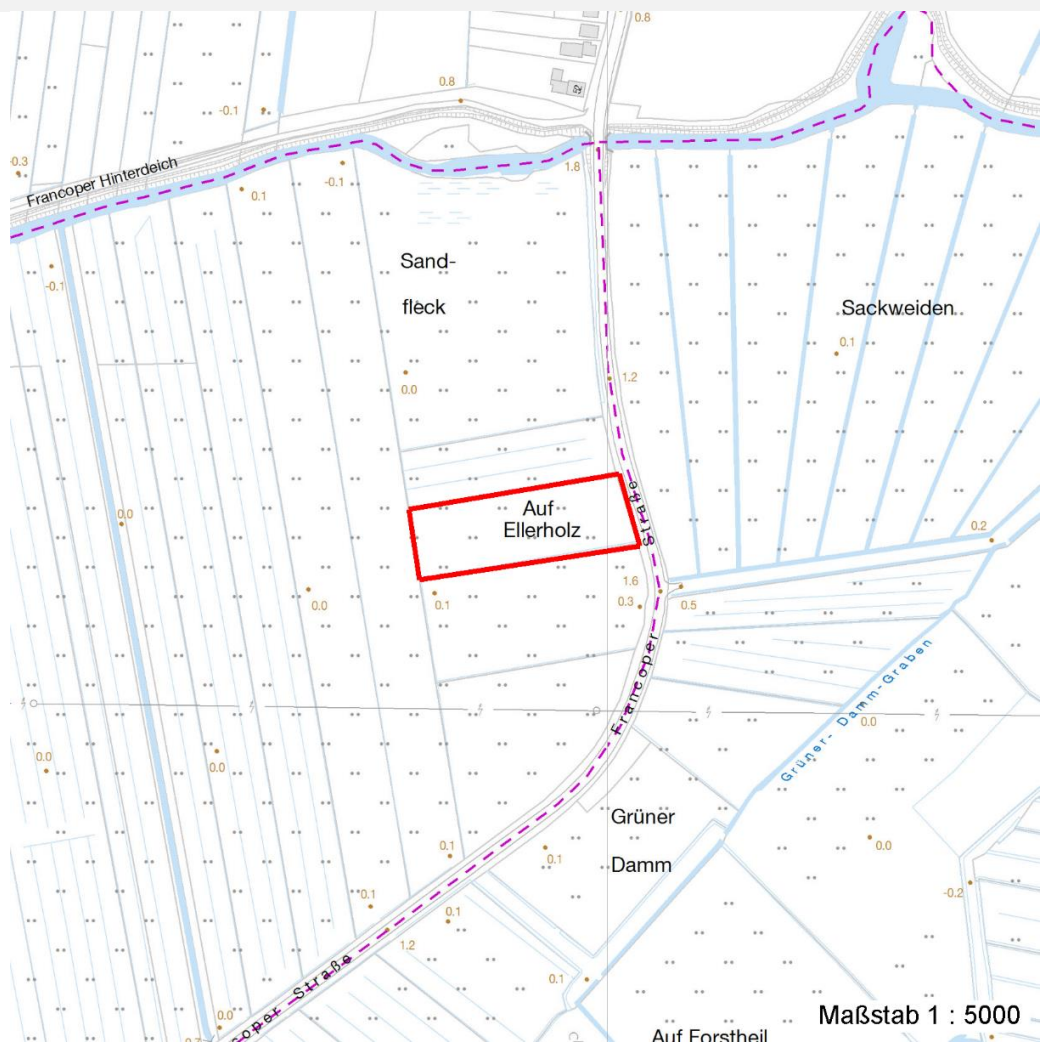 0.8
52
0.8
-0.1
-0.3
Francoper Hinterdeich
0.1
-0.1
1.8
-0.1
Sand-
fleck
Sackweiden
0.1
0.0
1.2
Auf
Ellerholz
Straße
0.0
0.2
0.0
0.1
1.6
0.3
0.5
Francoper
Grüner-Damm-Graben
0.0
0.0
0.0
Grüner
Damm
0.1
0.1
0.0
-0.2
0.1
0.1
1.2
Straße
0.1
0.0
Maßstab 1 : 5000
Auf Forstheil